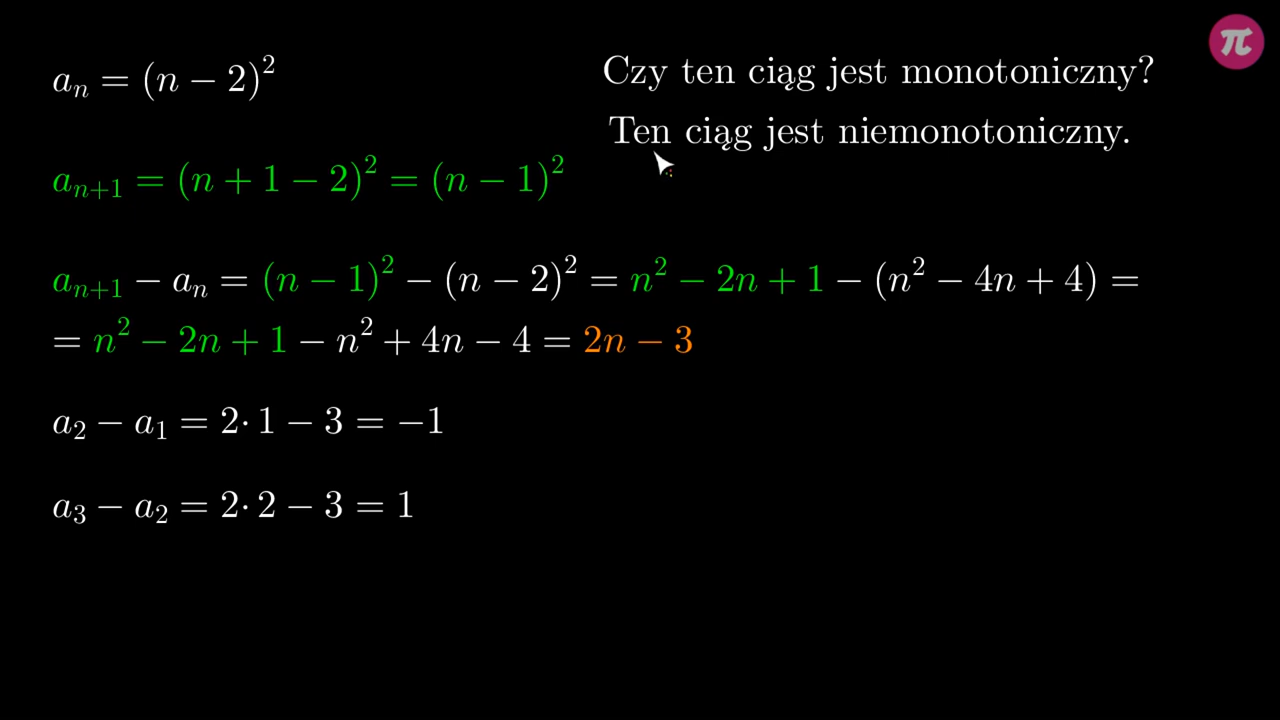 aₙ = (n − 2)²
Czy ten ciąg jest monotoniczny?
Ten ciąg jest niemonotoniczny.
aₙ₊₁ = (n + 1 − 2)² = (n − 1)²
aₙ₊₁ − aₙ = (n − 1)² − (n − 2)² = n² − 2n + 1 − (n² − 4n + 4) =
= n² − 2n + 1 − n² + 4n − 4 = 2n − 3
a₂ − a₁ = 2· 1 − 3 = −1
a₃ − a₂ = 2· 2 − 3 = 1
π